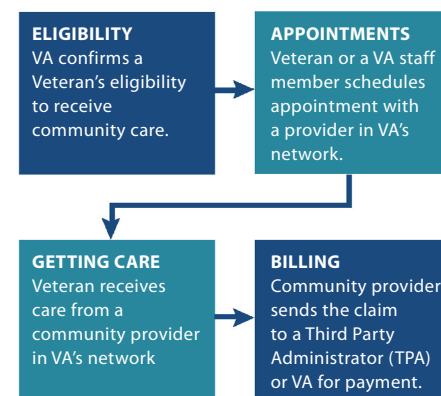 ELIGIBILITY
VA confirms a
Veteran’s eligibility
to receive
community care.
APPOINTMENTS
Veteran or a VA staff
member schedules
appointment with
a provider in VA’s
network.
GETTING CARE
Veteran receives
care from a
community provider
in VA’s network
BILLING
Community provider
sends the claim
to a Third Party
Administrator (TPA)
or VA for payment.